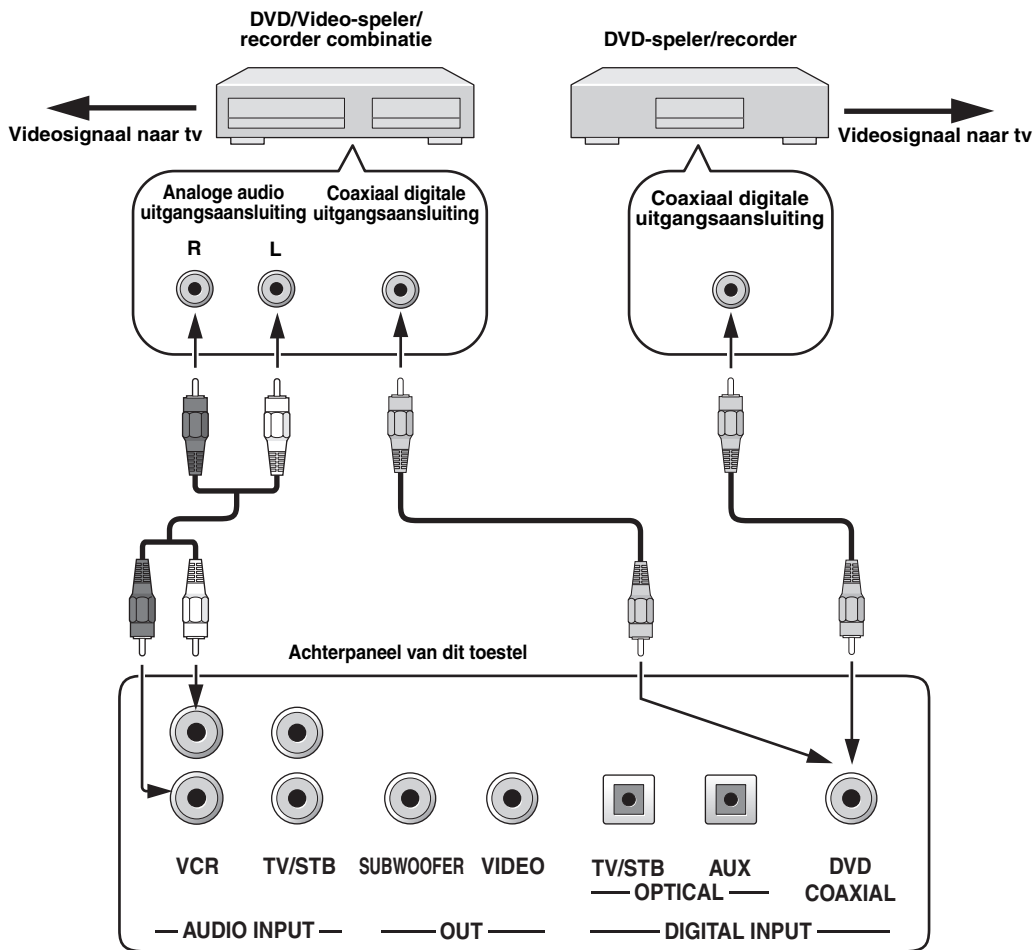 DVD/Video-speler/
recorder combinatie
DVD-speler/recorder
Videosignaal naar tv
Videosignaal naar tv
Analoge audio
uitgangsaansluiting
Coaxiaal digitale
uitgangsaansluiting
Coaxiaal digitale
uitgangsaansluiting
R
L
Achterpaneel van dit toestel
VCR
TV/STB
SUBWOOFER
VIDEO
TV/STB
AUX
DVD
COAXIAL
OPTICAL
AUDIO INPUT
OUT
DIGITAL INPUT